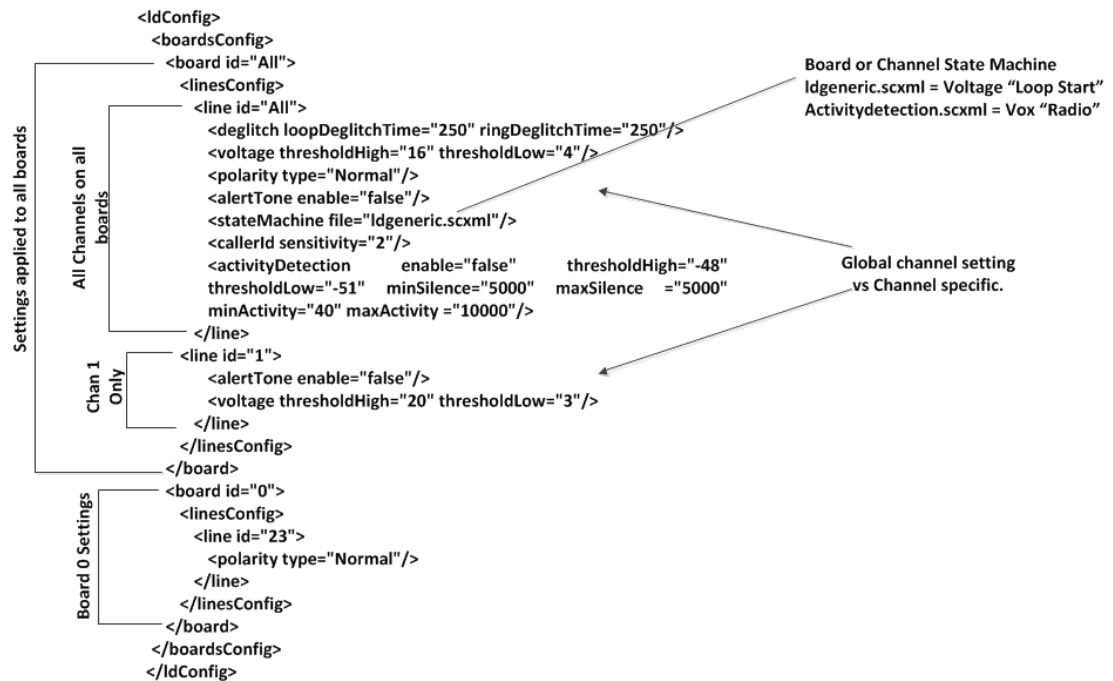 <ldConfig>
<boardsConfig>
<board id="All">
<linesConfig>
<line id="All">
<deglitch loopDeglitchTime="250" ringDeglitchTime="250"/>
<voltage thresholdHigh="16" thresholdLow="4"/>
<polarity type="Normal"/>
<alertTone enable="false"/>
<stateMachine file="ldgeneric.scxml"/>
<callerId sensitivity="2"/>
<activityDetection enable="false" thresholdHigh="-48"
thresholdLow="-51" minSilence="5000" maxSilence ="5000"
minActivity="40" maxActivity ="10000"/>
</line>
<line id="1">
<alertTone enable="false"/>
<voltage thresholdHigh="20" thresholdLow="3"/>
</line>
</linesConfig>
</board>
<board id="0">
<linesConfig>
<line id="23">
<polarity type="Normal"/>
</line>
</linesConfig>
</board>
</boardsConfig>
</ldConfig>
Settings applied to all boards
All Channels on all
boards
Chan 1
Only
Board 0 Settings
Board or Channel State Machine
ldgeneric.scxml = Voltage “Loop Start”
Activitydetection.scxml = Vox “Radio”
Global channel setting
vs Channel specific.